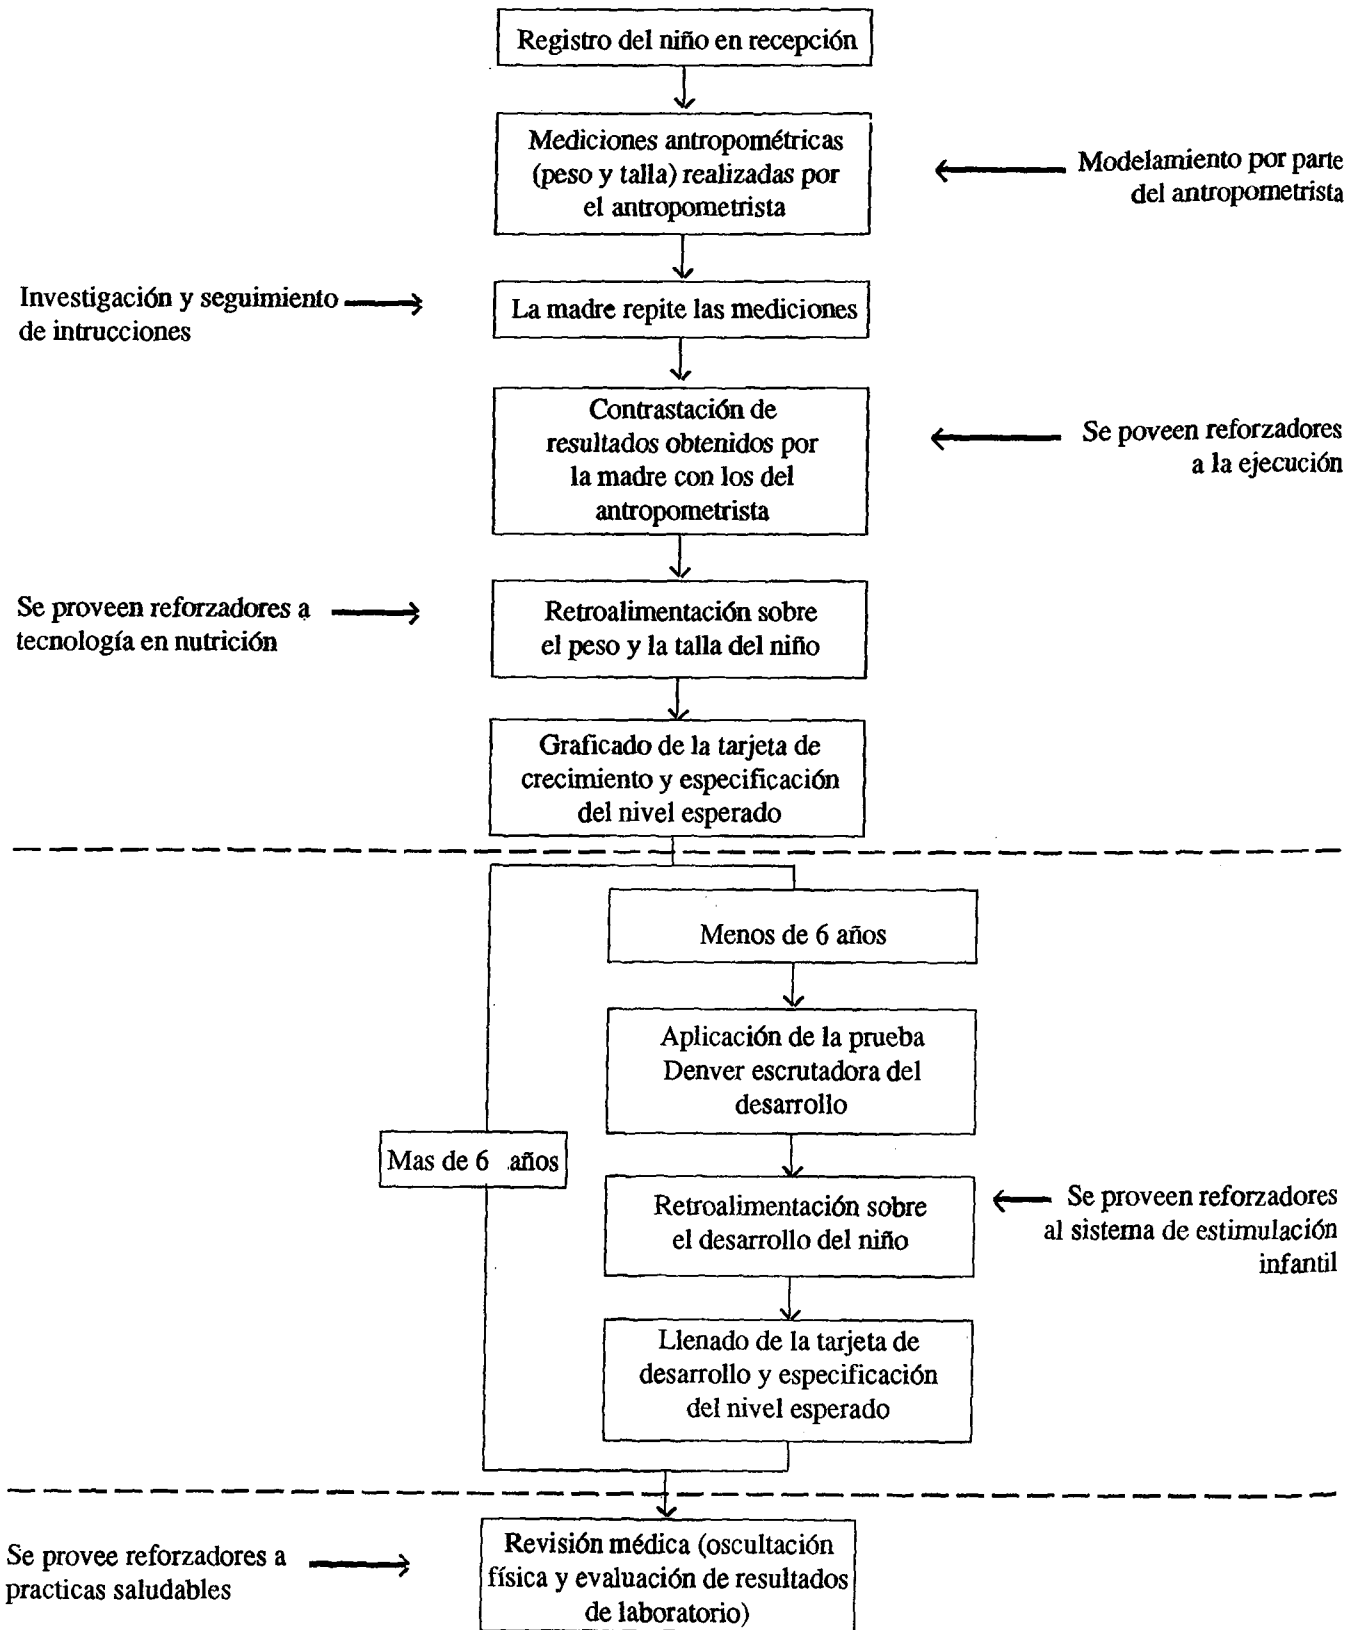 Registro del niño en recepción
Mediciones antropométricas
(peso y talla) realizadas por
el antropometrista
Modelamiento por parte
del antropometrista
Investigación y seguimiento
de intrucciones
La madre repite las mediciones
Contrastación de
resultados obtenidos por
la madre con los del
antropometrista
Se poveen reforzadores
a la ejecución
Se proveen reforzadores a
tecnología en nutrición
Retroalimentación sobre
el peso y la talla del niño
Graficado de la tarjeta de
crecimiento y especificación
del nivel esperado
Menos de 6 años
Aplicación de la prueba
Denver escrutadora del
desarrollo
Mas de 6 años
Retroalimentación sobre
el desarrollo del niño
Se proveen reforzadores
al sistema de estimulación
infantil
Llenado de la tarjeta de
desarrollo y especificación
del nivel esperado
Se provee reforzadores a
practicas saludables
Revisión médica (oscultación
física y evaluación de resultados
de laboratorio)